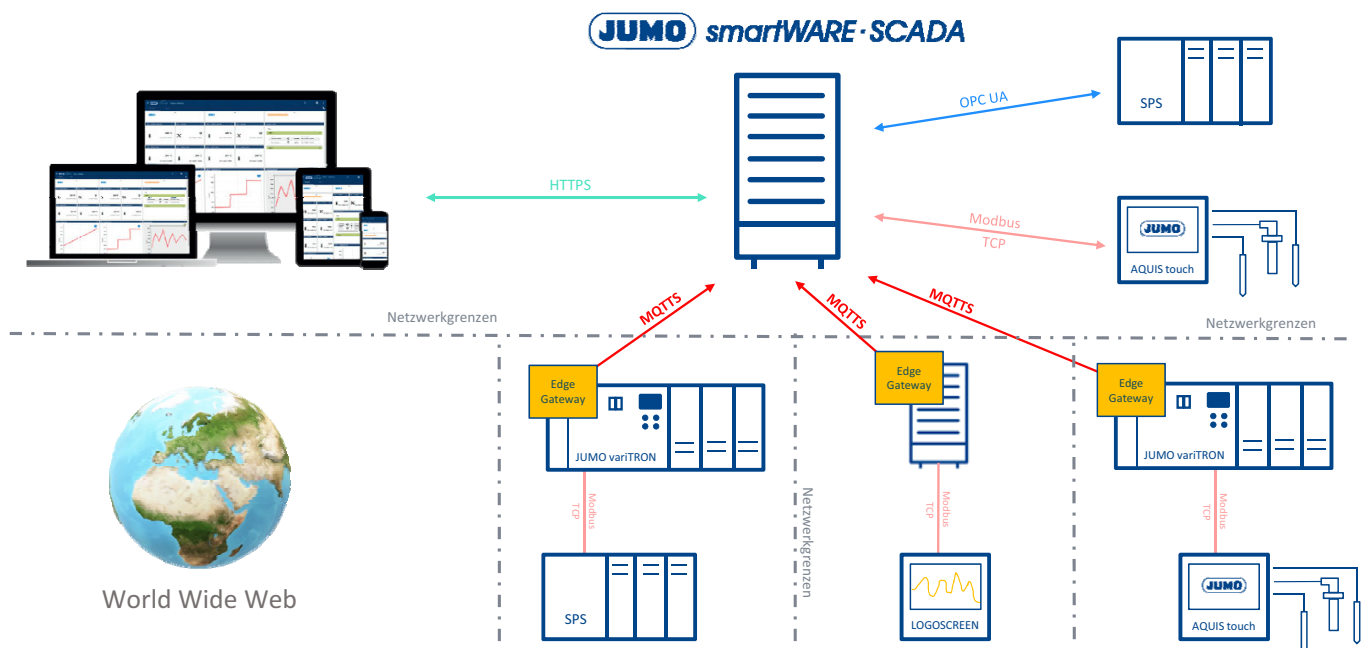 JUMO smartWARE·SCADA
OPC UA
SPS
HTTPS
Modbus
TCP
JUMO
AQUIS touch
MQTTS
MQTTS
MQTTS
Netzwerkgrenzen
Netzwerkgrenzen
Edge
Gateway
JUMO variTRON
Edge
Gateway
Edge
Gateway
JUMO variTRON
Modbus
TCP
Netzwerkgrenzen
Modbus
TCP
Modbus
TCP
World Wide Web
SPS
LOGOSCREEN
JUMO
AQUIS touch